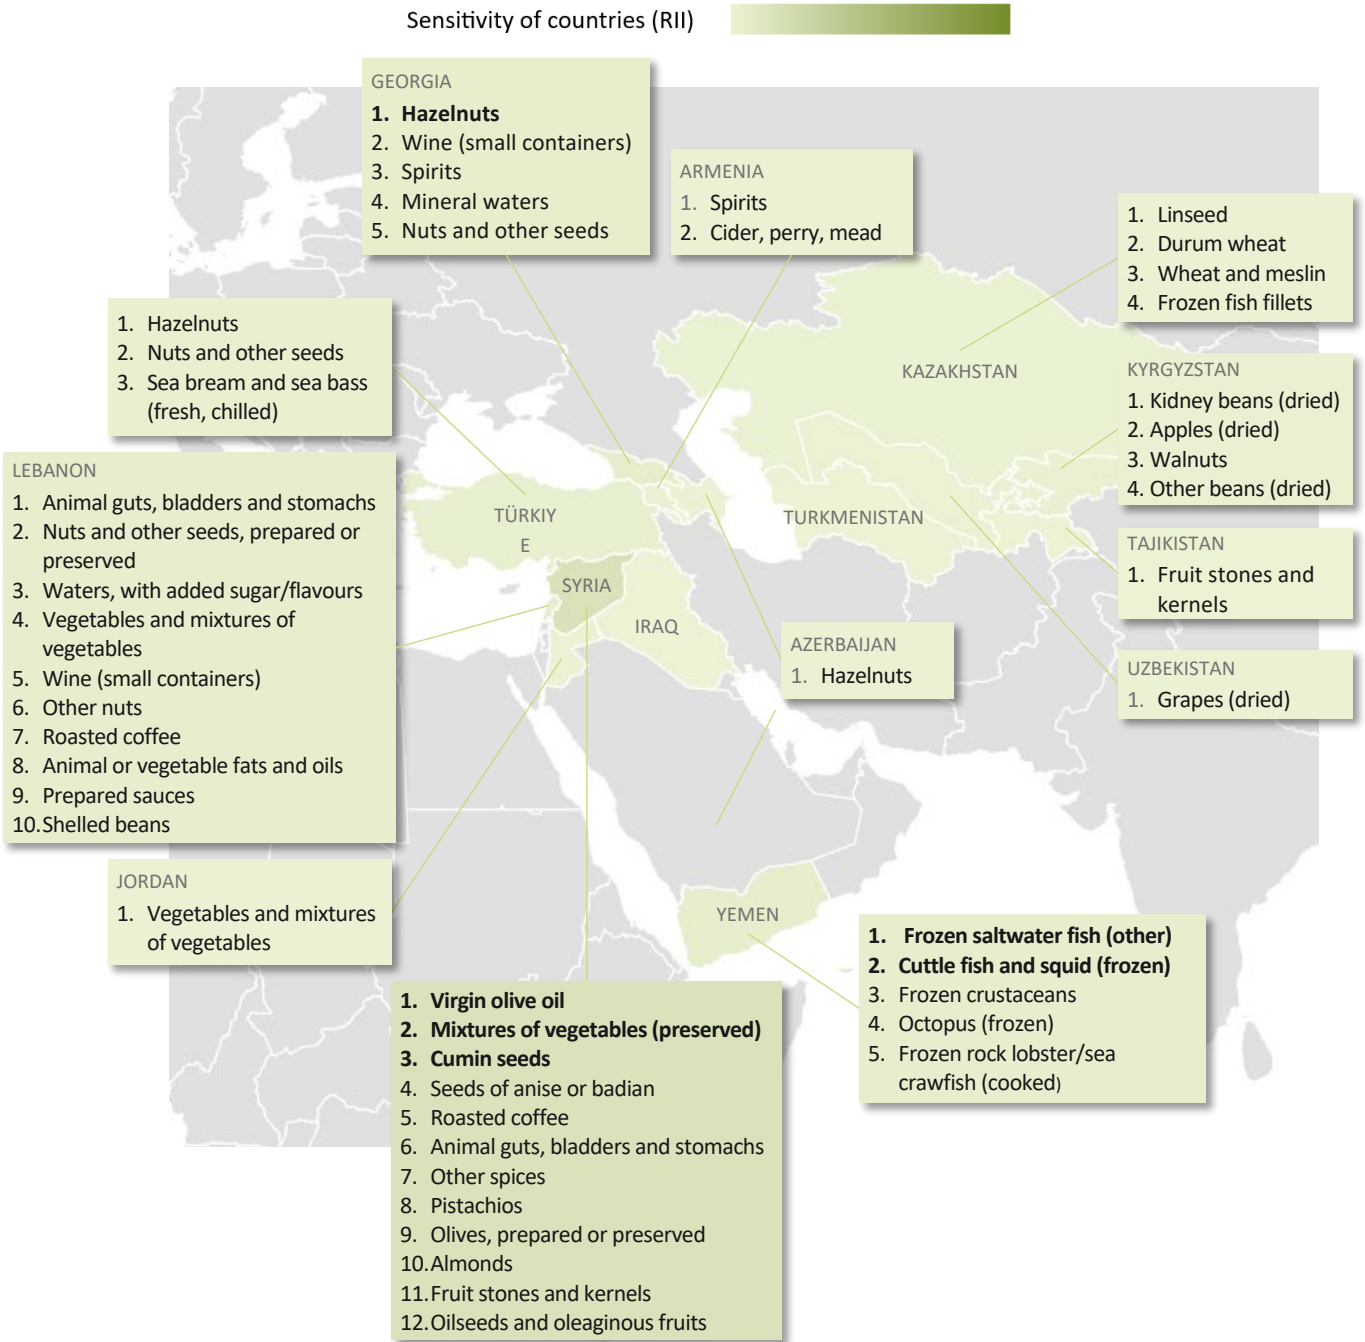 Sensitivity of countries (RII)
GEORGIA
1. Hazelnuts
2. Wine (small containers)
3. Spirits
4. Mineral waters
5. Nuts and other seeds
ARMENIA
1. Spirits
2. Cider, perry, mead
1. Linseed
2. Durum wheat
3. Wheat and meslin
4. Frozen fish fillets
1. Hazelnuts
2. Nuts and other seeds
3. Sea bream and sea bass
(fresh, chilled)
KAZAKHSTAN
KYRGYZSTAN
1. Kidney beans (dried)
2. Apples (dried)
3. Walnuts
4. Other beans (dried)
LEBANON
1. Animal guts, bladders and stomachs
2. Nuts and other seeds, prepared or
preserved
3. Waters, with added sugar/flavours
4. Vegetables and mixtures of
vegetables
5. Wine (small containers)
6. Other nuts
7. Roasted coffee
8. Animal or vegetable fats and oils
9. Prepared sauces
10.Shelled beans
TÜRKIY
E
TURKMENISTAN
TAJIKISTAN
1. Fruit stones and
kernels
SYRIA
IRAQ
AZERBAIJAN
1. Hazelnuts
UZBEKISTAN
1. Grapes (dried)
JORDAN
1. Vegetables and mixtures
of vegetables
YEMEN
1. Frozen saltwater fish (other)
2. Cuttle fish and squid (frozen)
3. Frozen crustaceans
4. Octopus (frozen)
5. Frozen rock lobster/sea
crawfish (cooked)
1. Virgin olive oil
2. Mixtures of vegetables (preserved)
3. Cumin seeds
4. Seeds of anise or badian
5. Roasted coffee
6. Animal guts, bladders and stomachs
7. Other spices
8. Pistachios
9. Olives, prepared or preserved
10.Almonds
11.Fruit stones and kernels
12.Oilseeds and oleaginous fruits